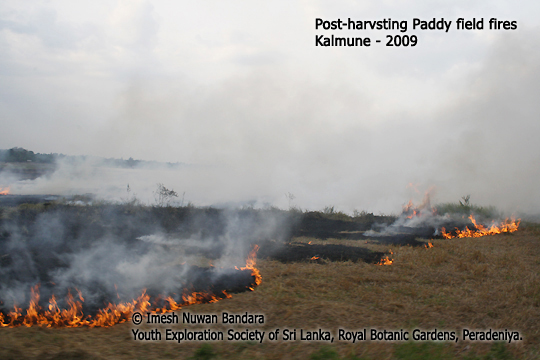 Post-harvsting Paddy field fires
Kalmune - 2009
© Imesh Nuwan Bandara
Youth Exploration Society of Sri Lanka, Royal Botanic Gardens, Peradeniya.